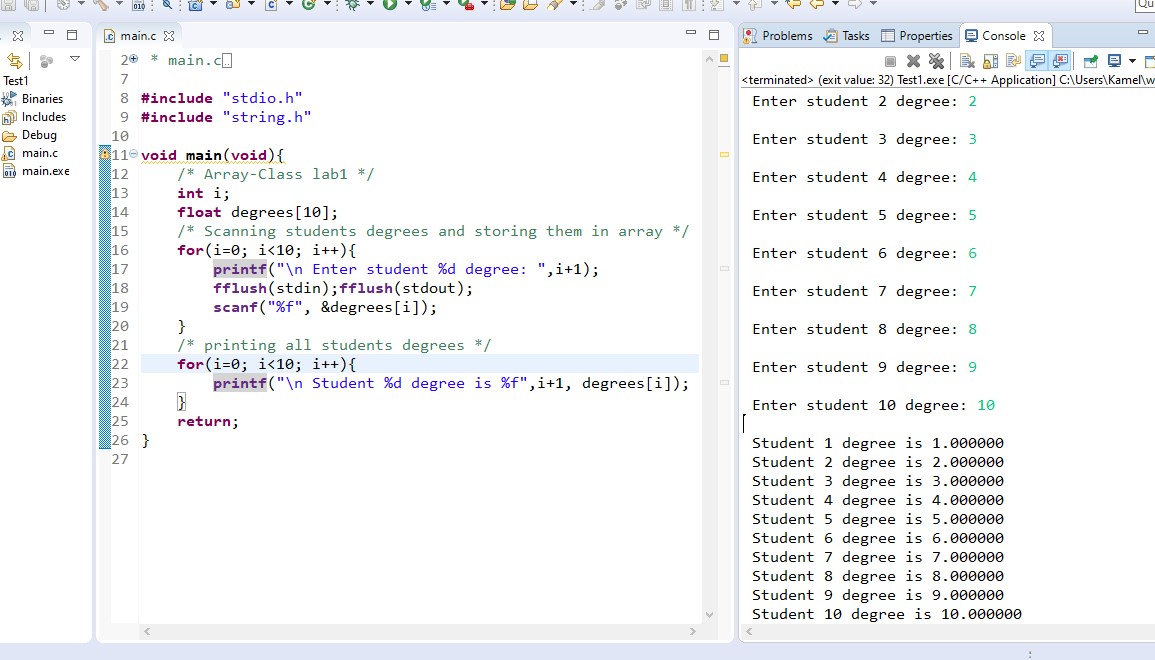 Qu
main.c
Problems
Tasks
Properties
Console
Test1
Binaries
Includes
Debug
main.c
main.exe
2 * main.c
7
8 #include "stdio.h"
9 #include "string.h"
10
11 void main(void){
12 /* Array-Class lab1 */
13 int i;
14 float degrees[10];
15 /* Scanning students degrees and storing them in array */
16 for(i=0; i<10; i++){
17 printf("\n Enter student %d degree: ",i+1);
18 fflush(stdin);fflush(stdout);
19 scanf("%f", &degrees[i]);
20 }
21 /* printing all students degrees */
22 for(i=0; i<10; i++){
23 printf("\n Student %d degree is %f",i+1, degrees[i]);
24 }
25 return;
26 }
27
<terminated> (exit value: 32) Test1.exe [C/C++ Application] C:\Users\Kamel\w
Enter student 2 degree: 2
Enter student 3 degree: 3
Enter student 4 degree: 4
Enter student 5 degree: 5
Enter student 6 degree: 6
Enter student 7 degree: 7
Enter student 8 degree: 8
Enter student 9 degree: 9
Enter student 10 degree: 10
Student 1 degree is 1.000000
Student 2 degree is 2.000000
Student 3 degree is 3.000000
Student 4 degree is 4.000000
Student 5 degree is 5.000000
Student 6 degree is 6.000000
Student 7 degree is 7.000000
Student 8 degree is 8.000000
Student 9 degree is 9.000000
Student 10 degree is 10.000000